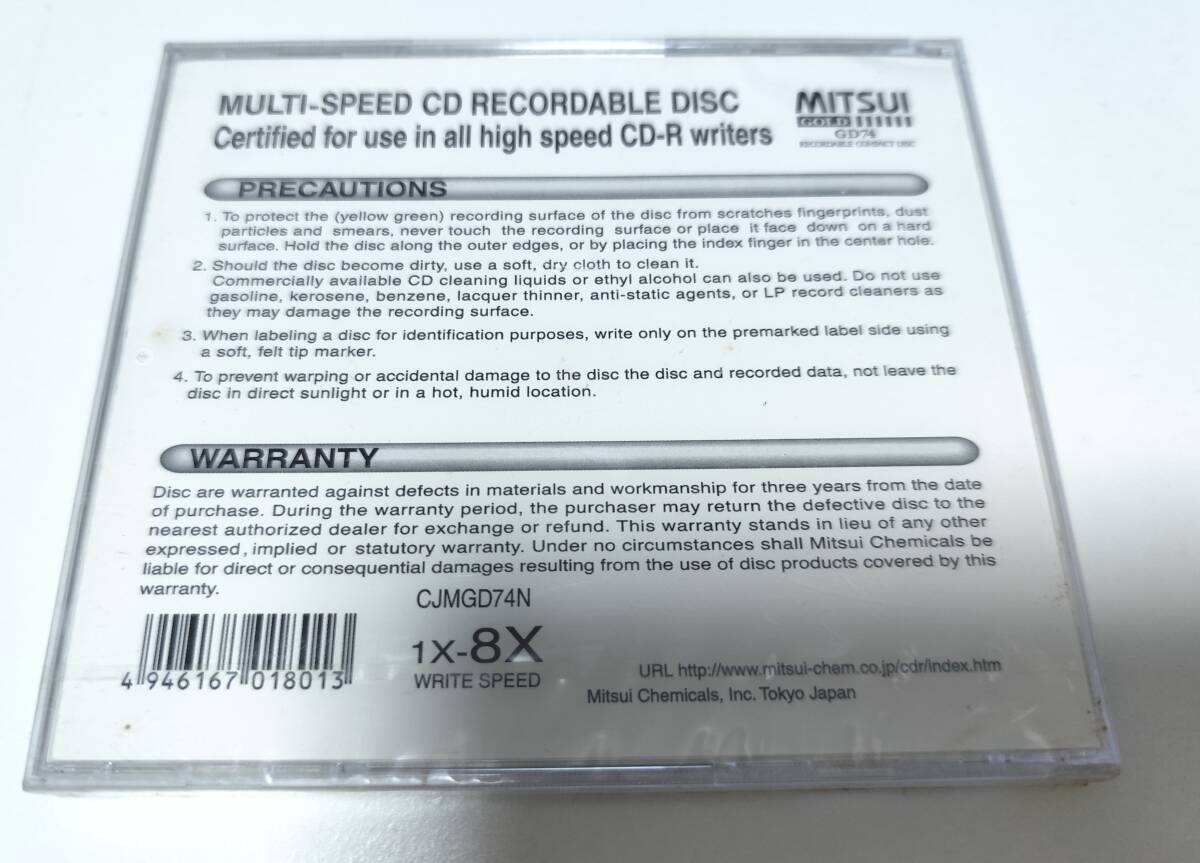 MULTI-SPEED CD RECORDABLE DISC
Certified for use in all high speed CD-R writers
MITSUI
GOLD
GD74
RECORDABLE COMPACT DISC
PRECAUTIONS
1. To protect the (yellow green) recording surface of the disc from scratches fingerprints, dust
particles and smears, never touch the recording surface or place it face down on a hard
surface. Hold the disc along the outer edges, or by placing the index finger in the center hole.
2. Should the disc become dirty, use a soft, dry cloth to clean it.
Commercially available CD cleaning liquids or ethyl alcohol can also be used. Do not use
gasoline, kerosene, benzene, lacquer thinner, anti-static agents, or LP record cleaners as
they may damage the recording surface.
3. When labeling a disc for identification purposes, write only on the premarked label side using
a soft, felt tip marker.
4. To prevent warping or accidental damage to the disc the disc and recorded data, not leave the
disc in direct sunlight or in a hot, humid location.
WARRANTY
Disc are warranted against defects in materials and workmanship for three years from the date
of purchase. During the warranty period, the purchaser may return the defective disc to the
nearest authorized dealer for exchange or refund. This warranty stands in lieu of any other
expressed, implied or statutory warranty. Under no circumstances shall Mitsui Chemicals be
liable for direct or consequential damages resulting from the use of disc products covered by this
warranty.
CJMGD74N
1X-8X
WRITE SPEED
4 946167 018013
URL http://www.mitsui-chem.co.jp/cdr/index.htm
Mitsui Chemicals, Inc. Tokyo Japan